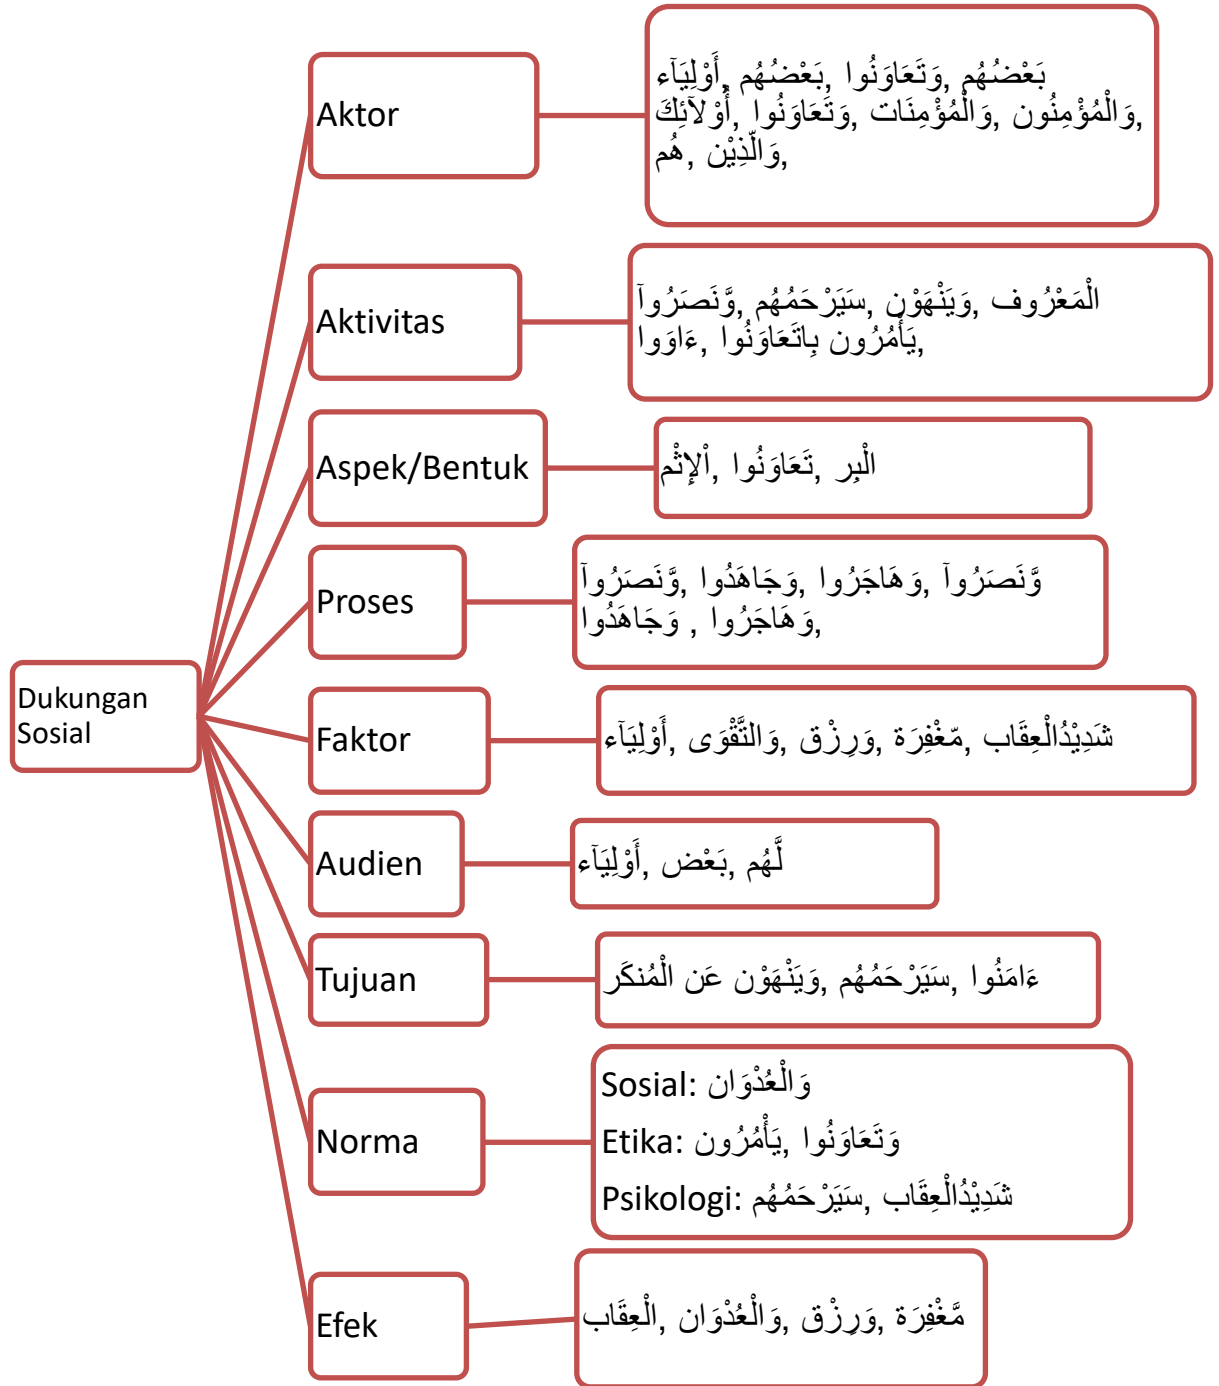 Aktor
بَعْضُهُم ,وَتَعَاوَنُوا ,بَعْضُهُم ,أَوْلِيَآء
,وَالْمُؤْمِنُون ,وَالْمُؤْمِنَات ,وَتَعَاوَنُوا ,أُوْلآئِكَ
,وَالّذِيْن ,هُم
Aktivitas
الْمَعْرُوف ,وَيَنْهَوْن ,سَيَرْحَمُهُم ,وَّنَصَرُوآ
,يَأْمُرُون بِاتَعَاوَنُوا ,ءَاوَوا
Aspek/Bentuk
الْبِر ,تَعَاوَنُوا ,اْلإِثْم
Proses
وَّنَصَرُوآ ,وَهَاجَرُوا ,وَجَاهَدُوا ,وَّنَصَرُوآ
,وَهَاجَرُوا , وَجَاهَدُوا
Dukungan
Sosial
Faktor
شَدِيْدُالْعِقَاب ,مّغْفِرَة ,وَرِزْق ,وَالتَّقْوَى ,أَوْلِيَآء
Audien
لَّهُم ,بَعْض ,أَوْلِيَآء
Tujuan
ءَامَنُوا ,سَيَرْحَمُهُم ,وَيَنْهَوْن عَن الْمُنكَر
Norma
Sosial: وَالْعُدْوَان
Etika: وَتَعَاوَنُوا ,يَأْمُرُون
Psikologi: شَدِيْدُالْعِقَاب ,سَيَرْحَمُهُم
Efek
مَّغْفِرَة ,وَرِزْق ,وَالْعُدْوَان ,الْعِقَاب